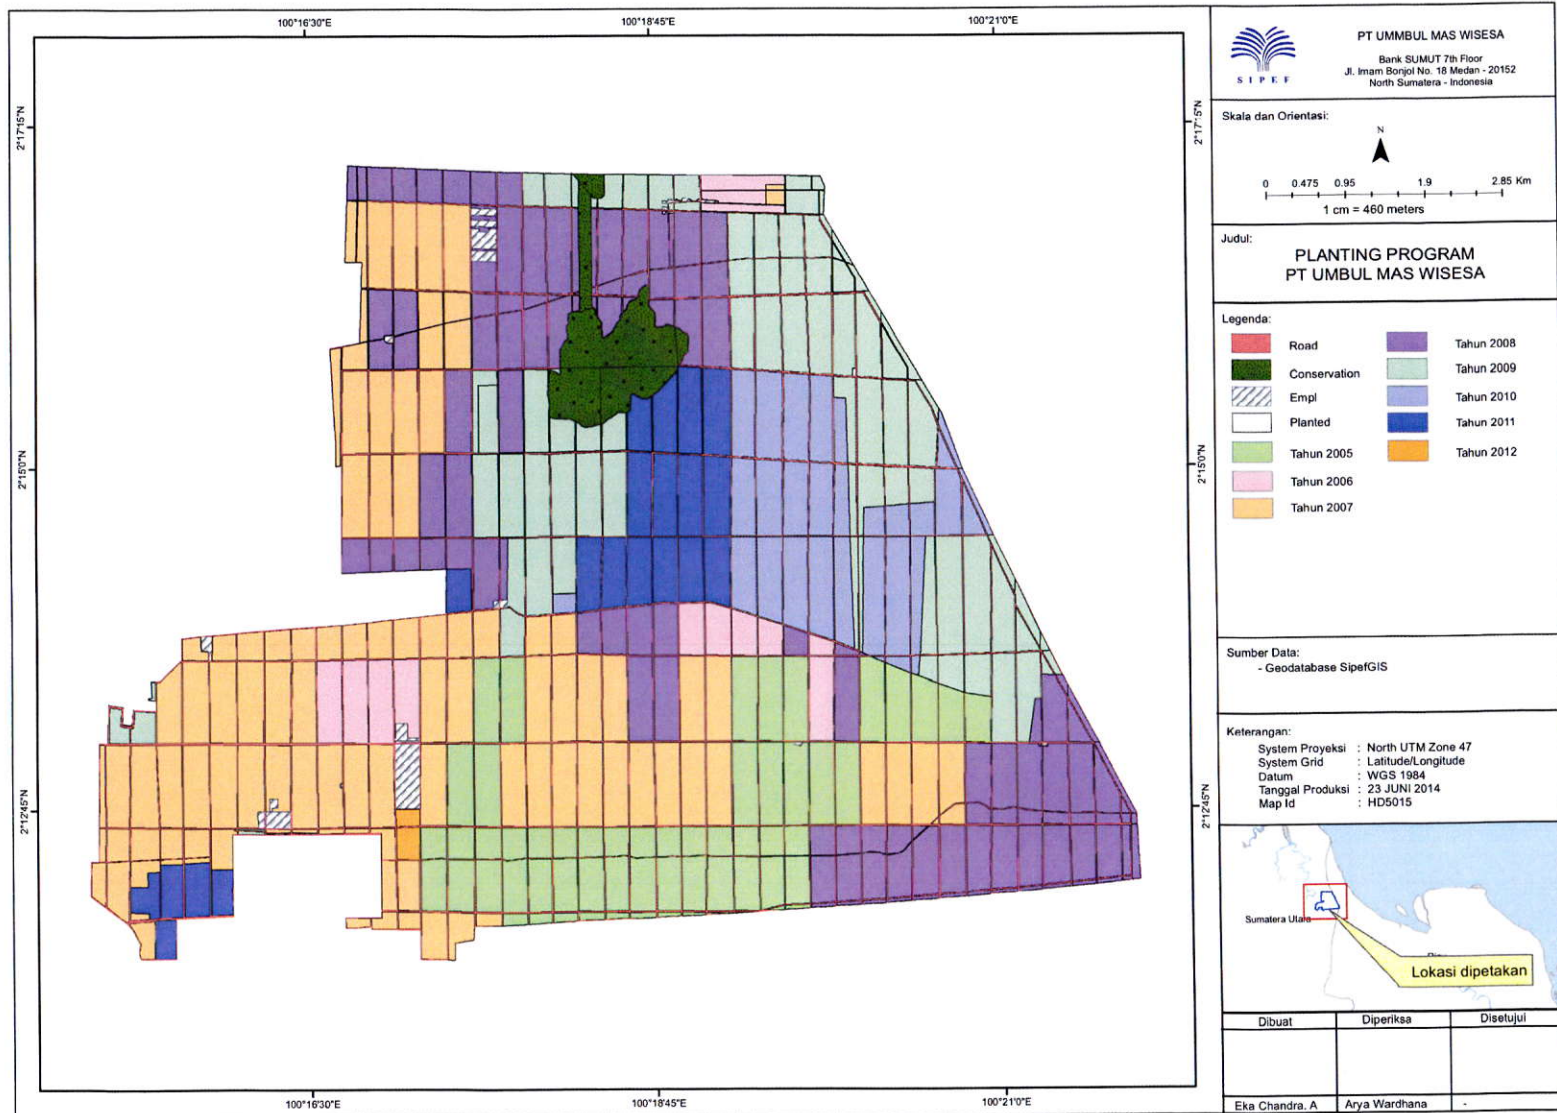 100°16'30"E
100°18'45"E
100°21'0"E
2°17'15"N
2°17'15"N
2°15'0"N
2°15'0"N
2°12'45"N
2°12'45"N
100°16'30"E
100°18'45"E
100°21'0"E
SIPEF
PT UMMBUL MAS WISESA
Bank SUMUT 7th Floor
Jl. Imam Bonjol No. 18 Medan - 20152
North Sumatera - Indonesia
Skala dan Orientasi:
N
0 0.475 0.95 1.9 2.85 Km
1 cm = 460 meters
Judul:
PLANTING PROGRAM
PT UMBUL MAS WISESA
Legenda:
Road
Conservation
Empl
Planted
Tahun 2005
Tahun 2006
Tahun 2007
Tahun 2008
Tahun 2009
Tahun 2010
Tahun 2011
Tahun 2012
Sumber Data:
- Geodatabase SipefGIS
Keterangan:
System Proyeksi : North UTM Zone 47
System Grid : Latitude/Longitude
Datum : WGS 1984
Tanggal Produksi : 23 JUNI 2014
Map Id : HD5015
Sumatera Utara
Lokasi dipetakan
Dibuat Diperiksa Disetujui
Eka Chandra. A Arya Wardhana -